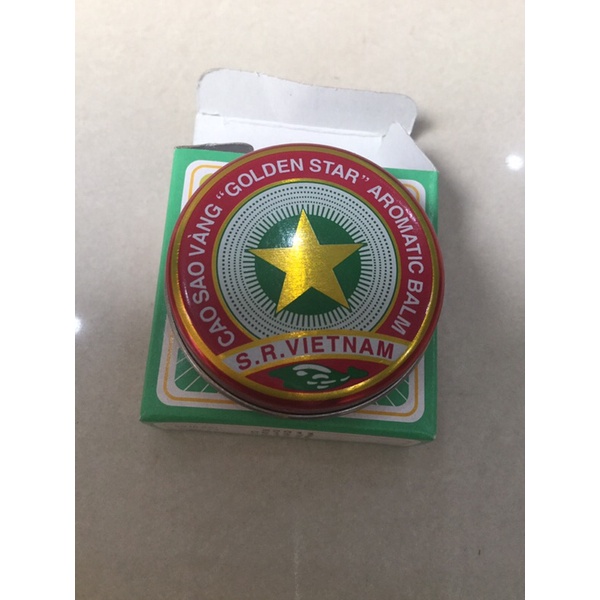 CAO SAO VÀNG "GOLDEN STAR" AROMATIC BALM
S.R.VIETNAM